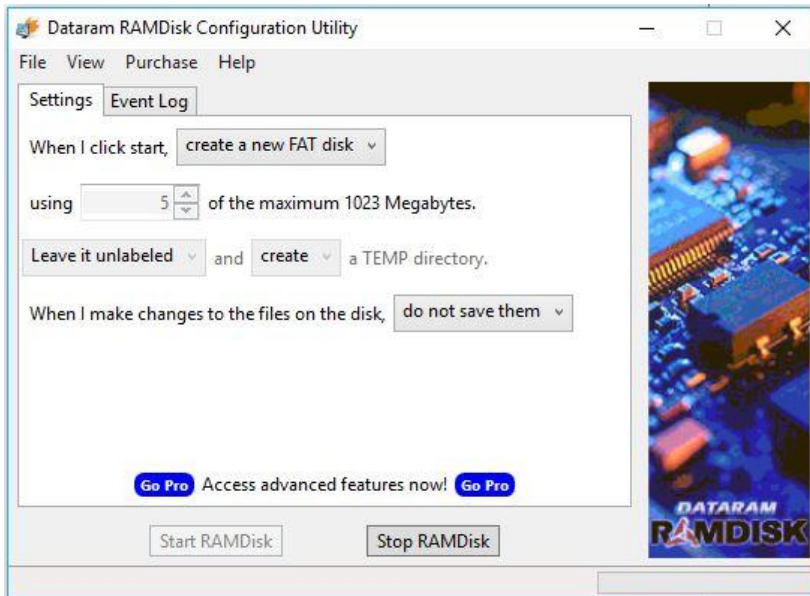 Dataram RAMDisk Configuration Utility
File View Purchase Help
Settings Event Log
When I click start, create a new FAT disk
using 5 of the maximum 1023 Megabytes.
Leave it unlabeled and create a TEMP directory.
When I make changes to the files on the disk, do not save them
Go Pro Access advanced features now! Go Pro
DATARAM
RAMDISK
Start RAMDisk Stop RAMDisk